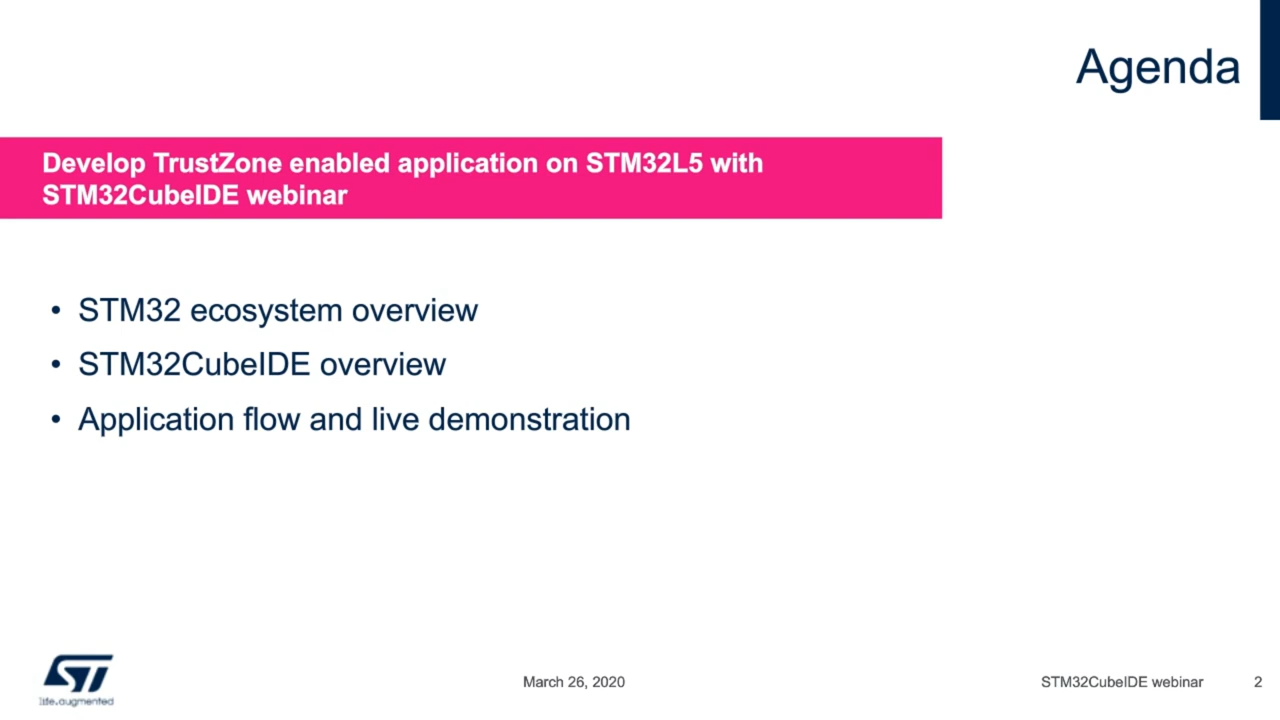 Agenda
Develop TrustZone enabled application on STM32L5 with
STM32CubeIDE webinar
• STM32 ecosystem overview
• STM32CubeIDE overview
• Application flow and live demonstration
ST
life.augmented
March 26, 2020
STM32CubeIDE webinar
2